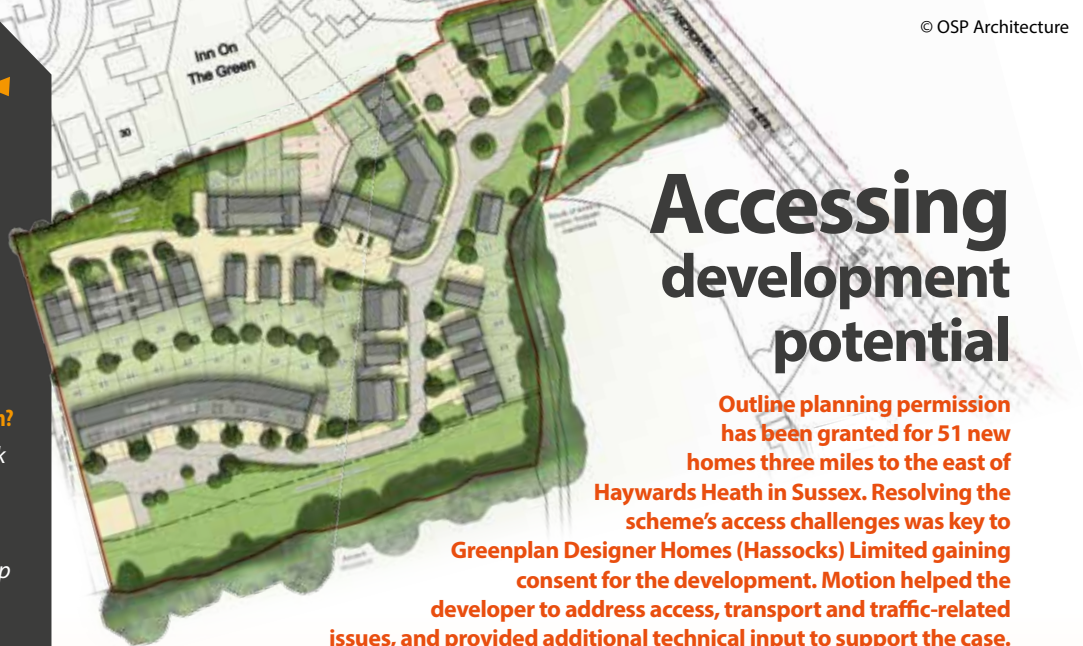 © OSP Architecture
Inn On
The Green
30
Accessing
development
potential
Outline planning permission
has been granted for 51 new
homes three miles to the east of
Haywards Heath in Sussex. Resolving the
scheme's access challenges was key to
Greenplan Designer Homes (Hassocks) Limited gaining
consent for the development. Motion helped the
developer to address access, transport and traffic-related
issues, and provided additional technical input to support the case.